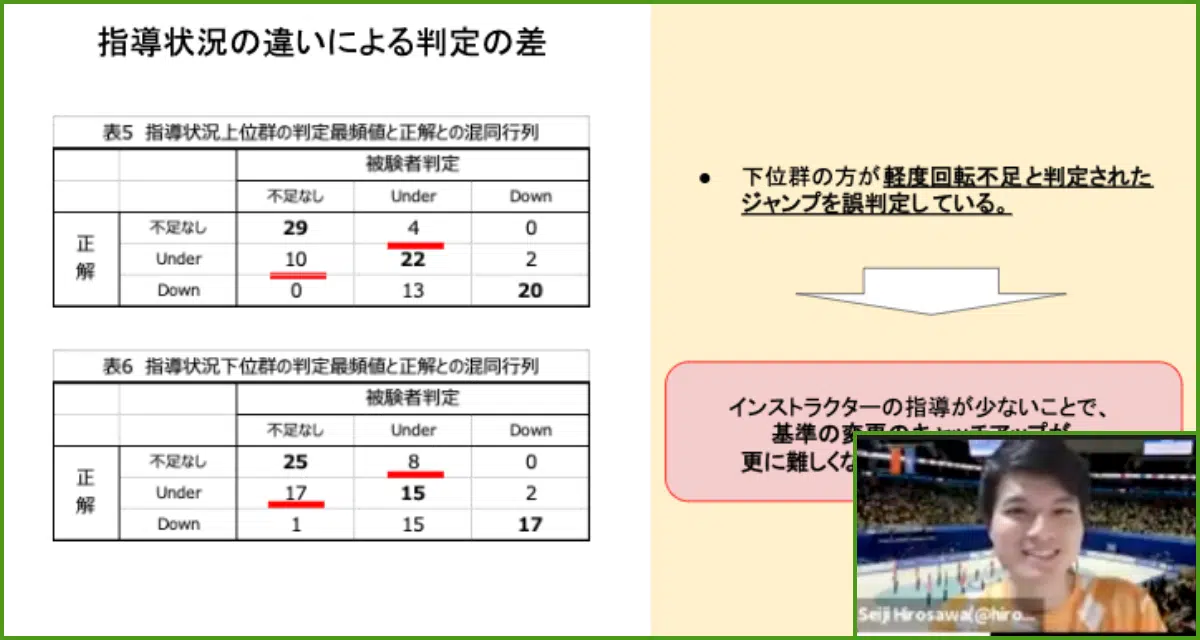 指導状況の違いによる判定の差
表5 指導状況上位群の判定最頻値と正解との混同行列
被験者判定
不足なし Under Down
正解
不足なし 29 4 0
Under 10 22 2
Down 0 13 20
表6 指導状況下位群の判定最頻値と正解との混同行列
被験者判定
不足なし Under Down
正解
不足なし 25 8 0
Under 17 15 2
Down 1 15 17
● 下位群の方が軽度回転不足と判定された
ジャンプを誤判定している。
インストラクターの指導が少ないことで、
基準の変更のキャッチアップが
更に難しくな
Seiji Hirosawa(@hiro...